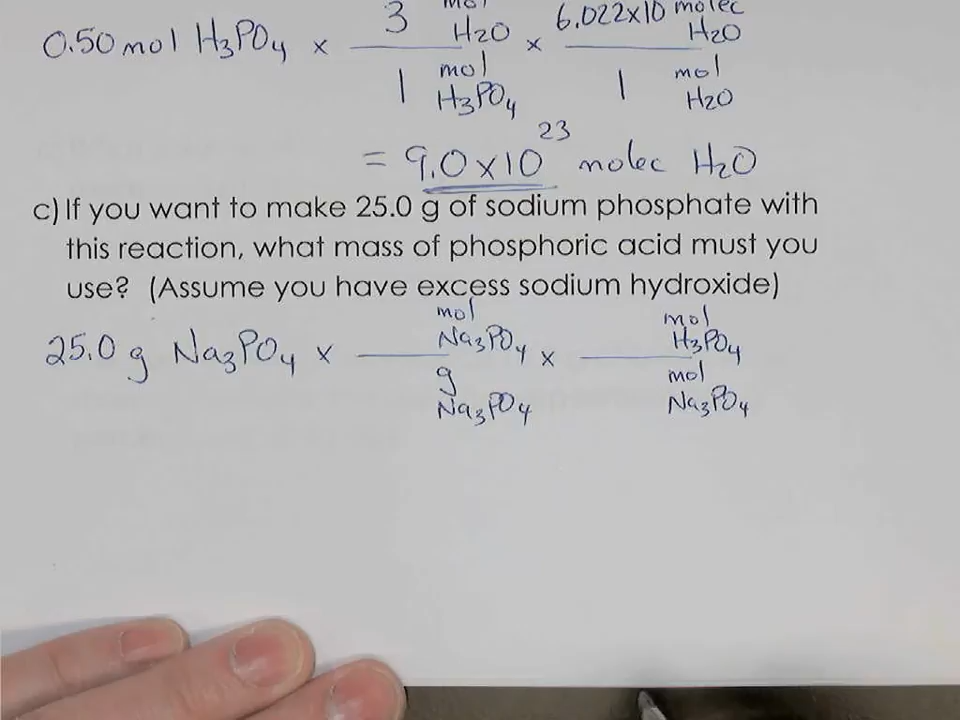 3 mol H2O 6.022x10 molec H2O
0.50 mol H3PO4 x ——— x ———
1 mol H3PO4 1 mol H2O
= 9.0 x 10^23 molec H2O
c) If you want to make 25.0 g of sodium phosphate with
this reaction, what mass of phosphoric acid must you
use? (Assume you have excess sodium hydroxide)
mol Na3PO4 mol H3PO4
25.0 g Na3PO4 x ——— x ———
g Na3PO4 mol Na3PO4